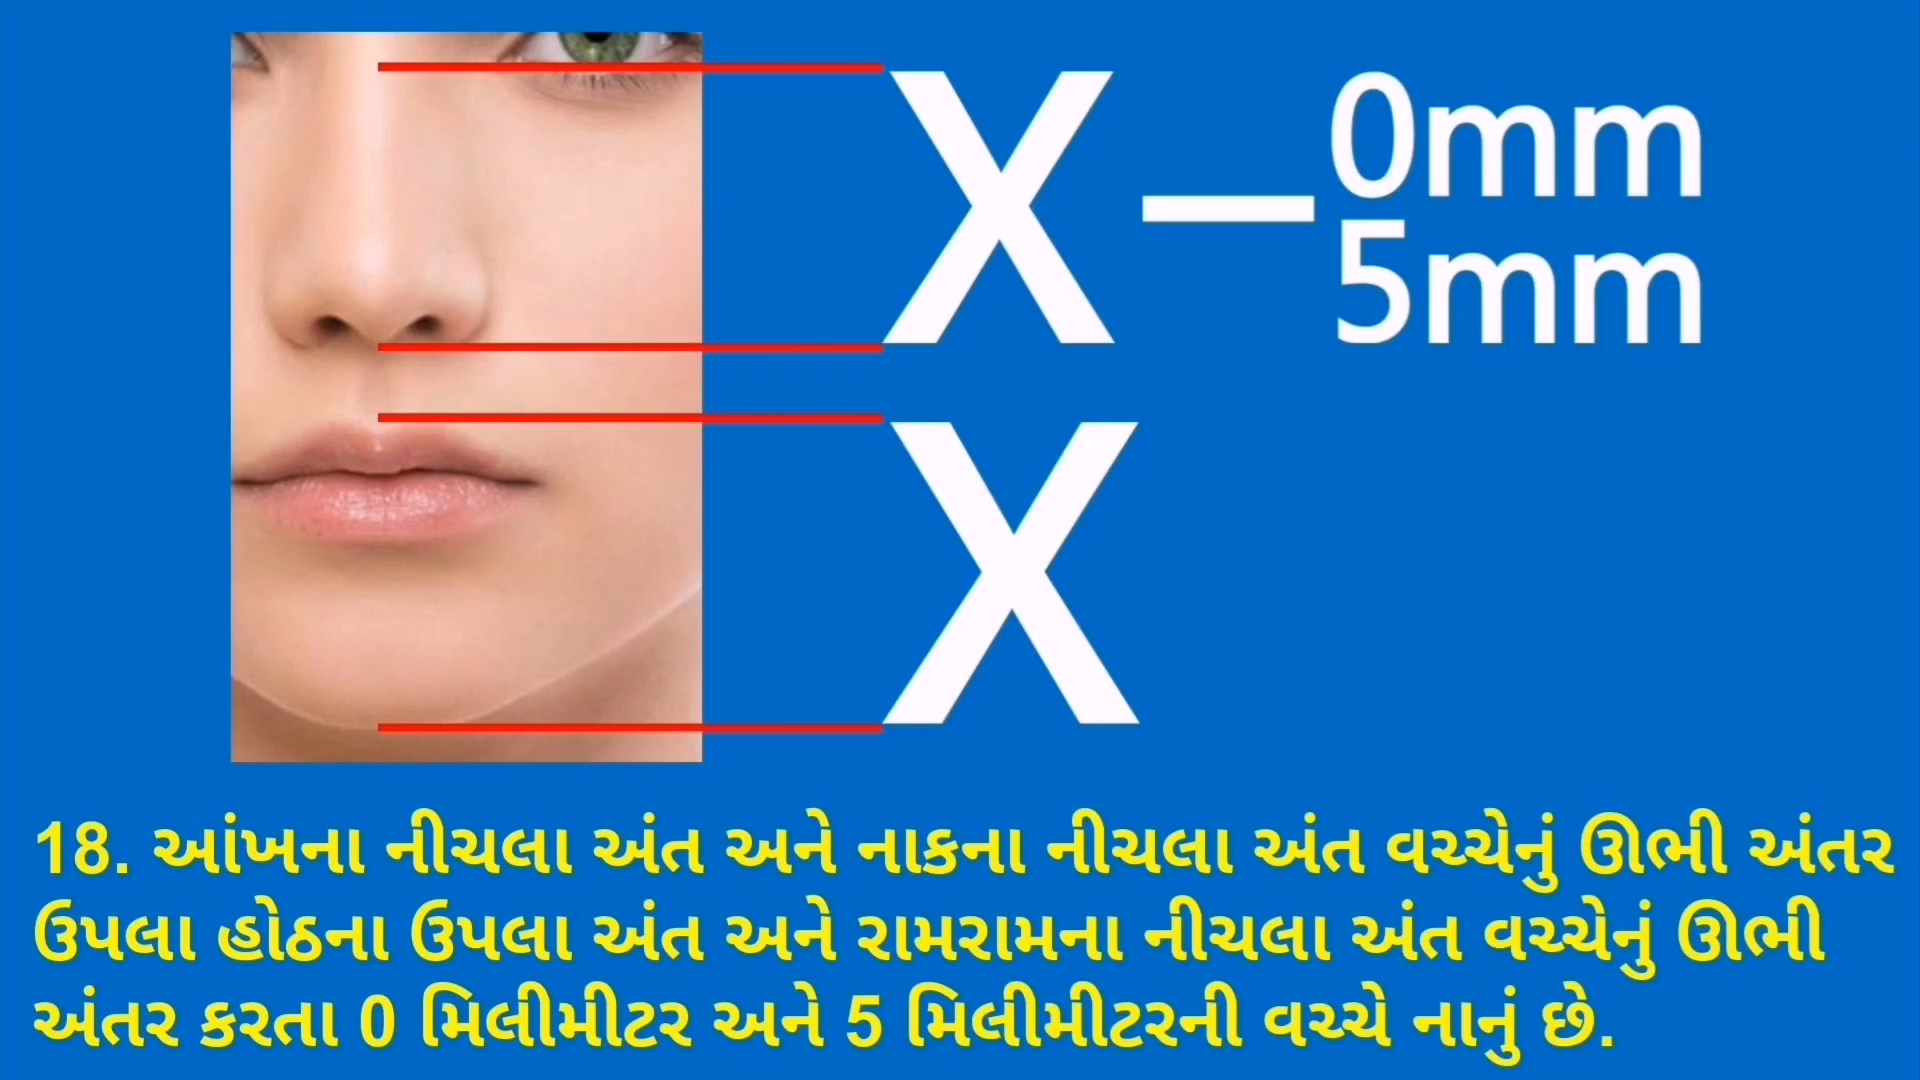 X – 0mm
5mm
X
18. આંખના નીચલા અંત અને નાકના નીચલા અંત વચ્ચેનું ઊભી અંતર
ઉપલા હોઠના ઉપલા અંત અને રામરામના નીચલા અંત વચ્ચેનું ઊભી
અંતર કરતા 0 મિલીમીટર અને 5 મિલીમીટરની વચ્ચે નાનું છે.